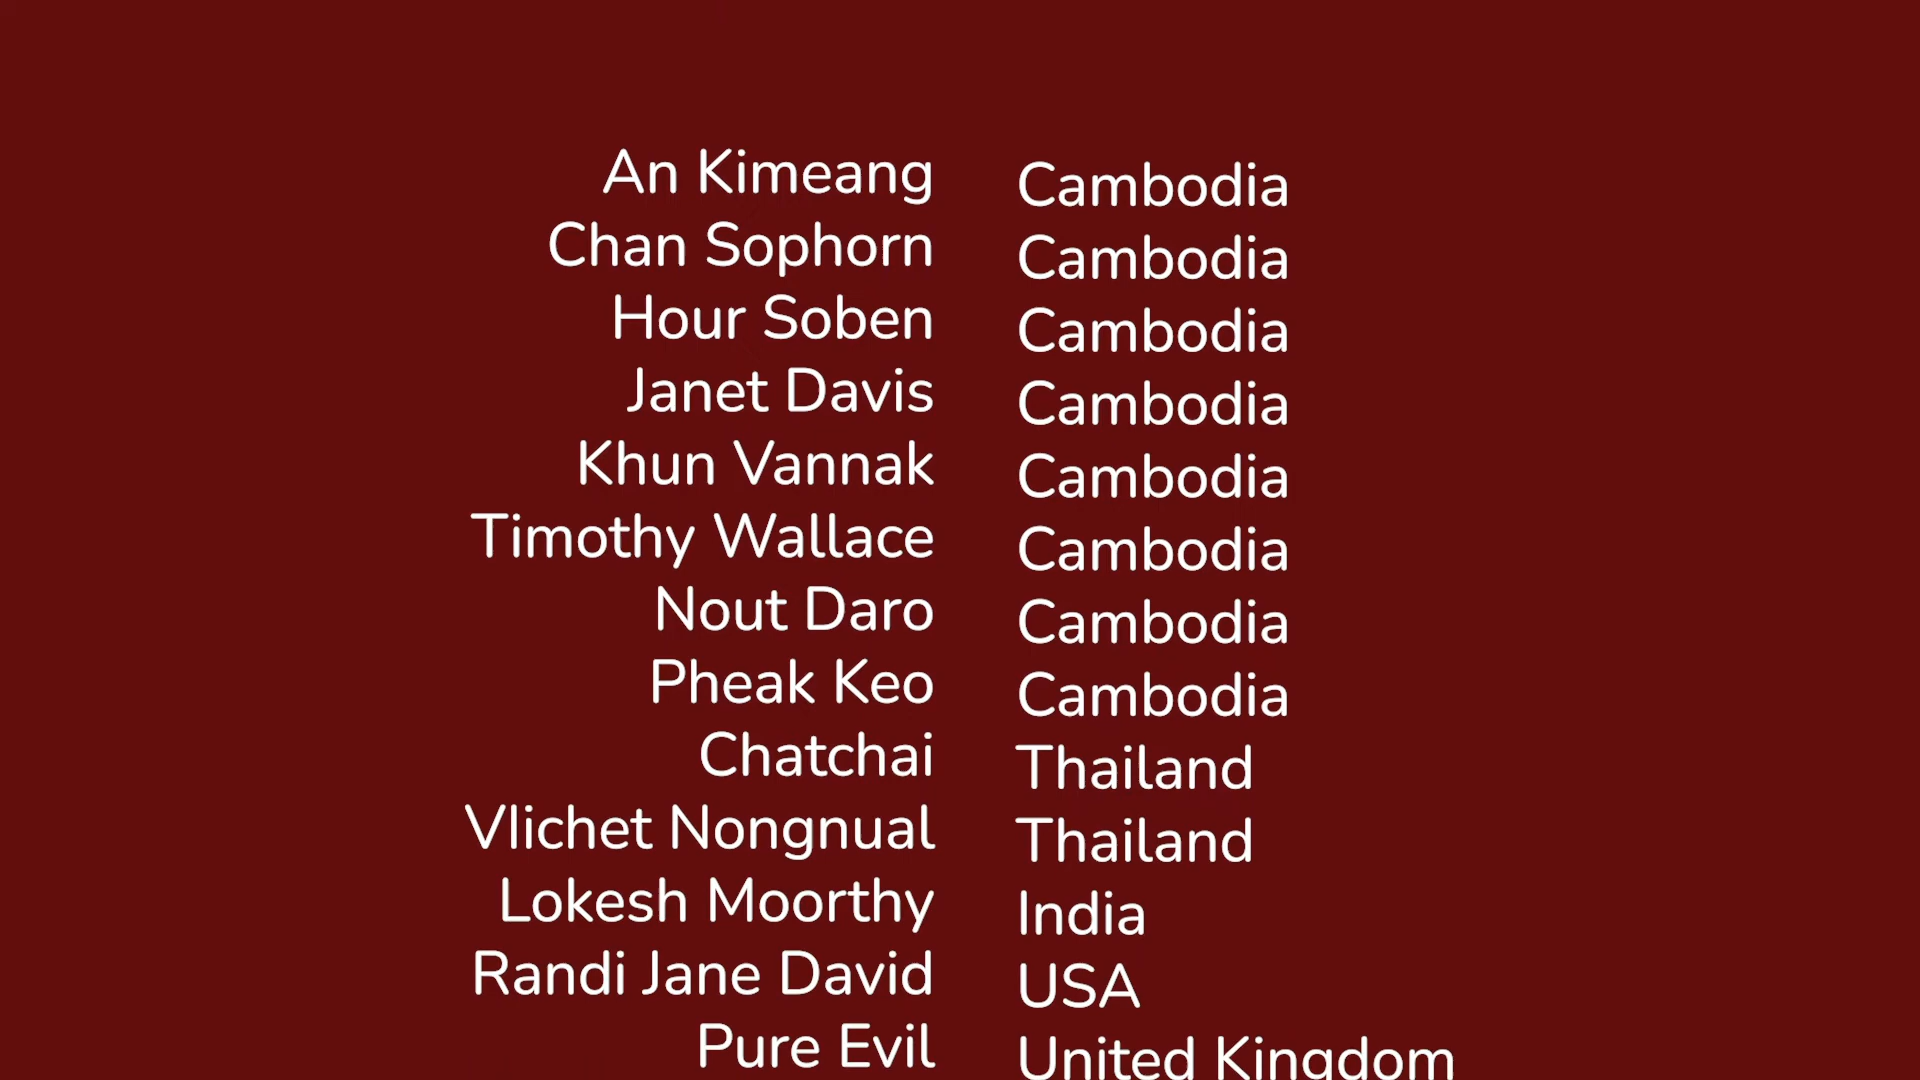 An Kimeang Cambodia
Chan Sophorn Cambodia
Hour Soben Cambodia
Janet Davis Cambodia
Khun Vannak Cambodia
Timothy Wallace Cambodia
Nout Daro Cambodia
Pheak Keo Cambodia
Chatchai Thailand
Vlichet Nongnual Thailand
Lokesh Moorthy India
Randi Jane David USA
Pure Evil United Kingdom